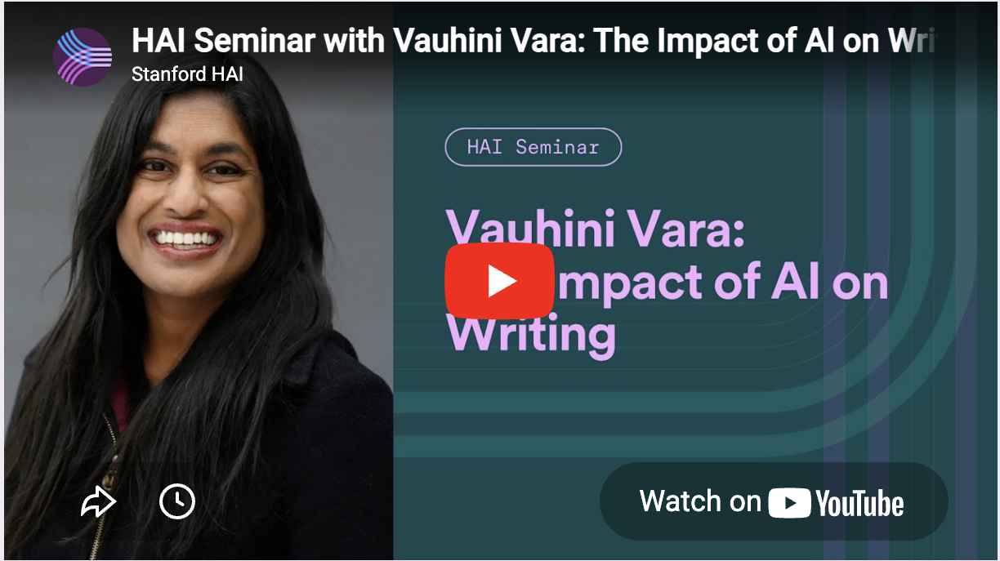 HAI Seminar with Vauhini Vara: The Impact of AI on Wri
Stanford HAI
HAI Seminar
Vauhini Vara:
mpact of AI on
Writing
Watch on YouTube